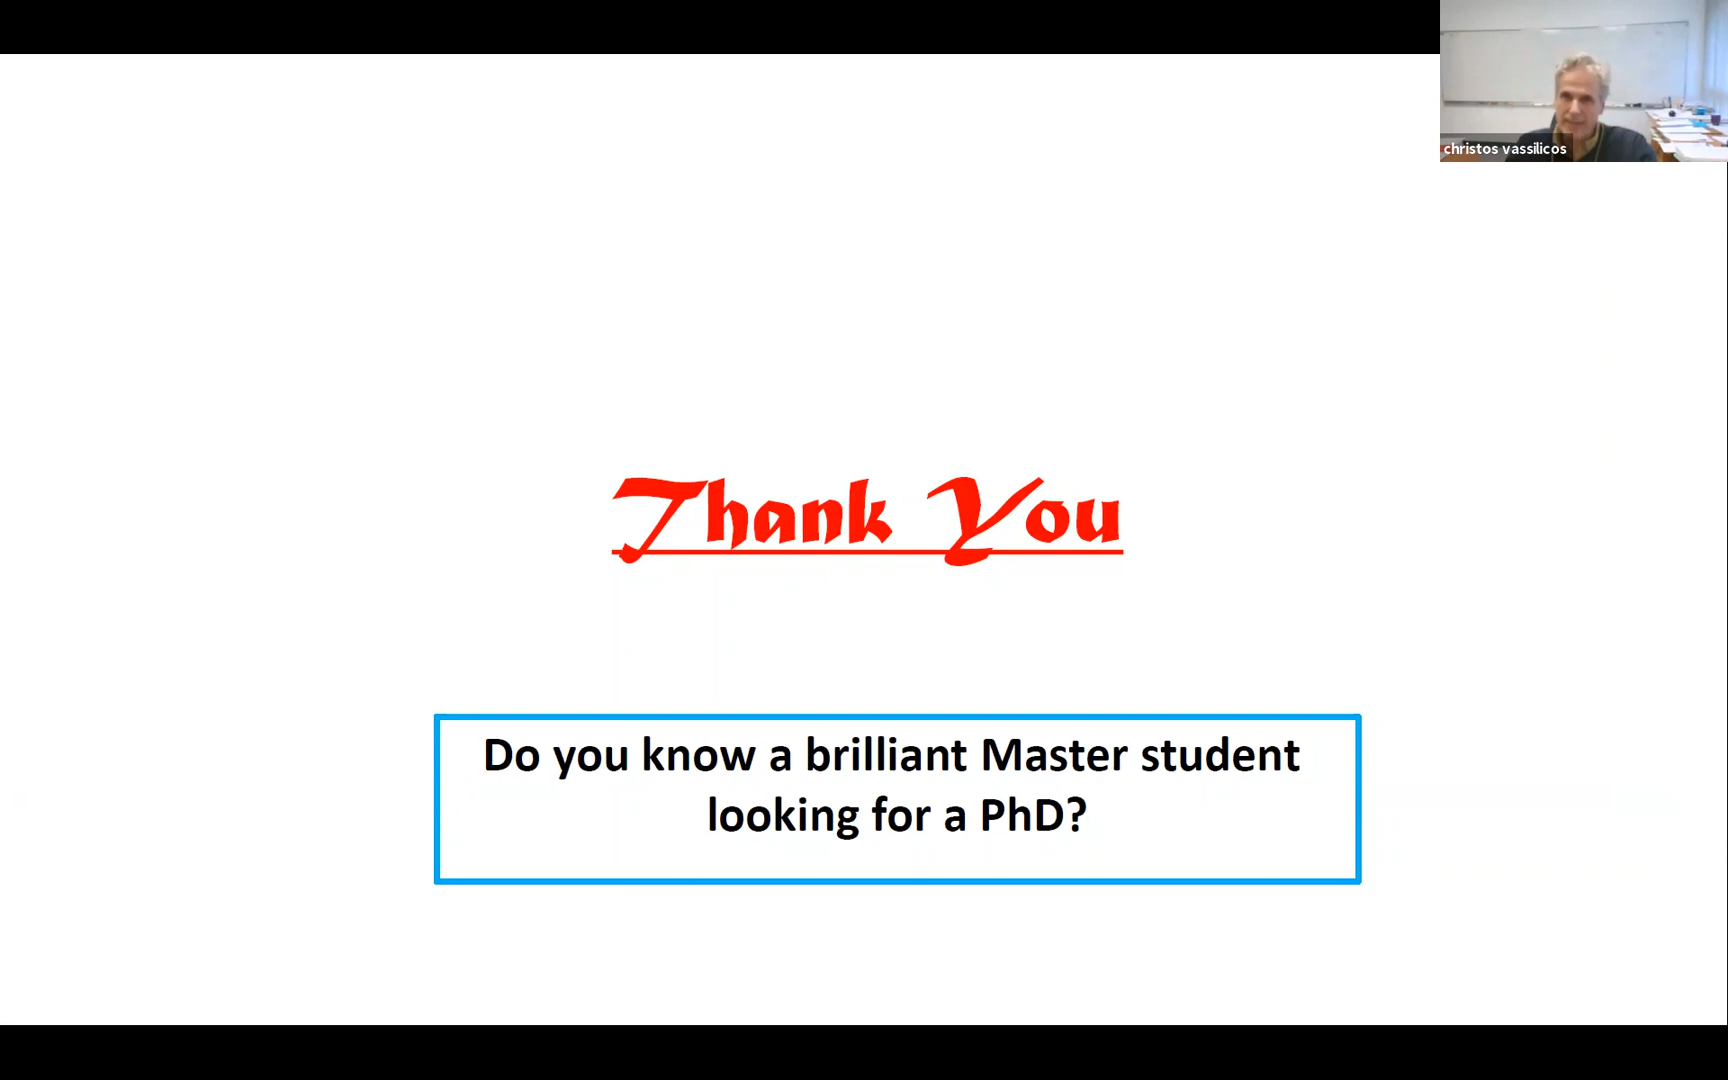 christos vassilicos
Thank You
Do you know a brilliant Master student
looking for a PhD?